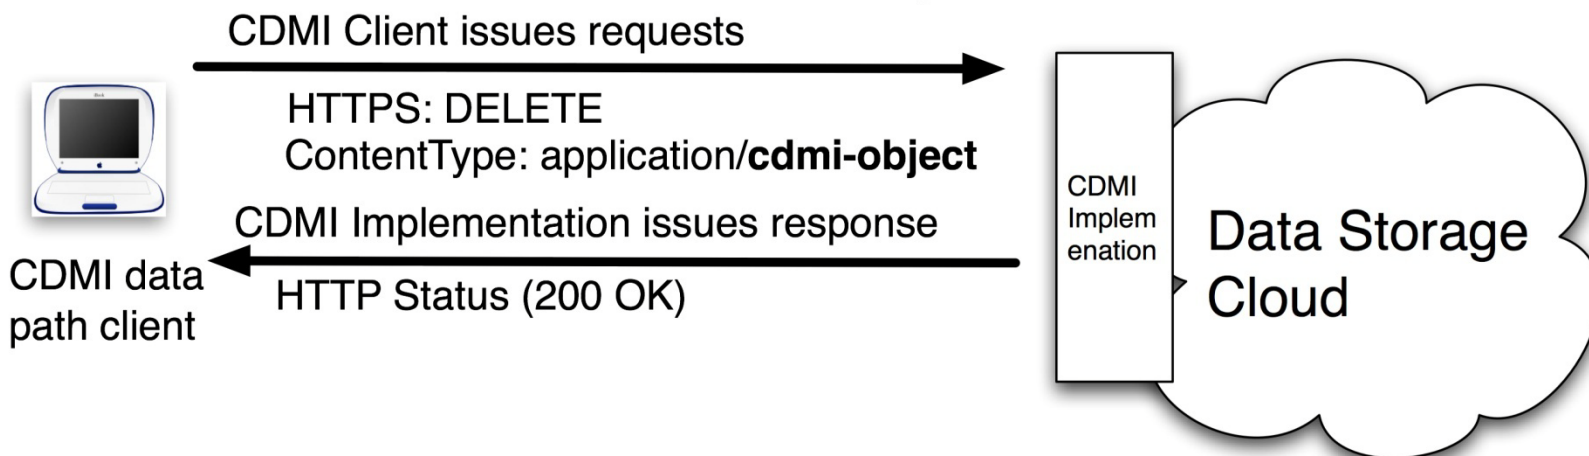 CDMI Client issues requests
HTTPS: DELETE
ContentType: application/cdmi-object
CDMI Implementation issues response
HTTP Status (200 OK)
CDMI data
path client
CDMI
Implem
enation
Data Storage
Cloud